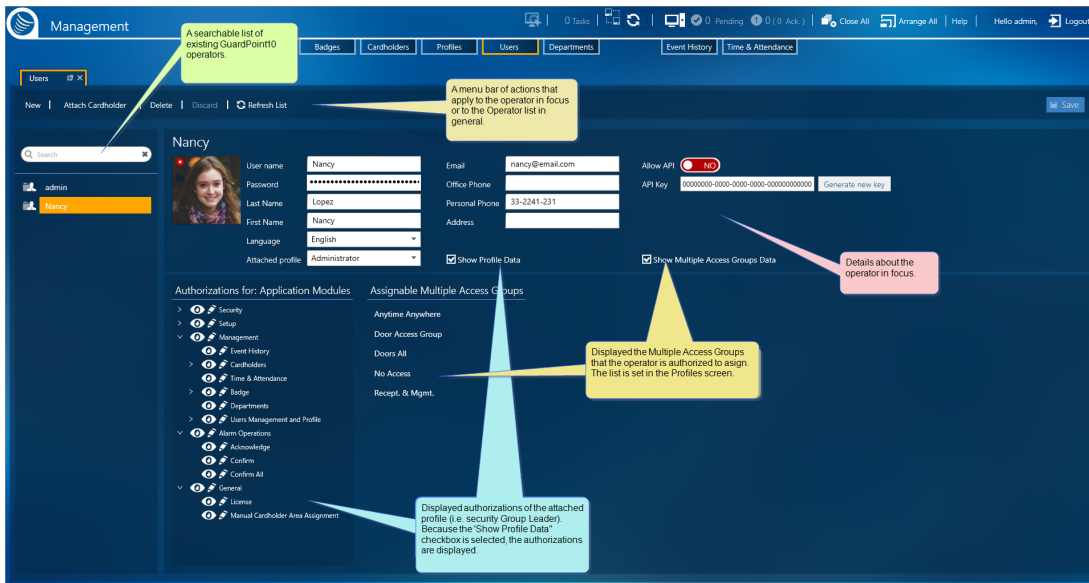 Management
0 Tasks
0 Pending
0 ( 0 Ack. )
Close All
Arrange All
Help
Hello admin,
Logout
A searchable list of
existing GuardPoint10
operators.
Badges
Cardholders
Profiles
Users
Departments
Event History
Time & Attendance
Users
New
Attach Cardholder
Delete
Discard
Refresh List
A menu bar of actions that
apply to the operator in focus
or to the Operator list in
general.
Save
Search
admin
Nancy
Nancy
User name
Nancy
Password
Last Name
Lopez
First Name
Nancy
Language
English
Attached profile
Administrator
Email
nancy@email.com
Office Phone
Personal Phone
33-2241-231
Address
Allow API
NO
API Key
00000000-0000-0000-0000-000000000000
Generate new key
Show Profile Data
Show Multiple Access Groups Data
Details about the
operator in focus.
Authorizations for: Application Modules
Security
Setup
Management
Event History
Cardholders
Time & Attendance
Badge
Departments
Users Management and Profile
Alarm Operations
Acknowledge
Confirm
Confirm All
General
License
Manual Cardholder Area Assignment
Assignable Multiple Access Groups
Anytime Anywhere
Door Access Group
Doors All
No Access
Recept. & Mgmt.
Displayed the Multiple Access Groups
that the operator is authorized to asign.
The list is set in the Profiles screen.
Displayed authorizations of the attached
profile (i.e. security Group Leader).
Because the "Show Profile Data"
checkbox is selected, the authorizations
are displayed.